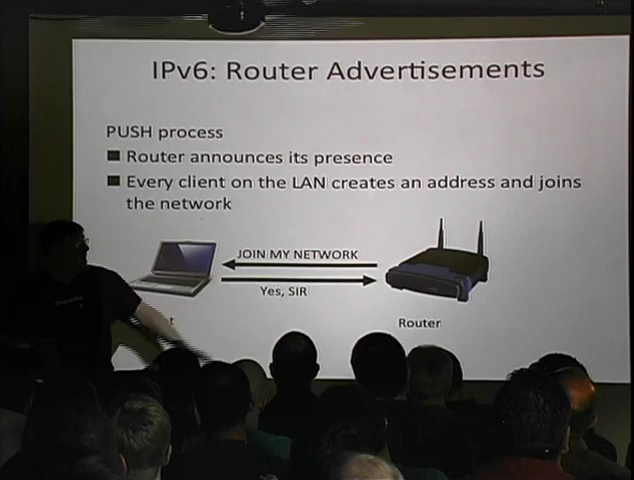 IPv6: Router Advertisements
PUSH process
Router announces its presence
Every client on the LAN creates an address and joins
the network
JOIN MY NETWORK
Yes, SIR
Router